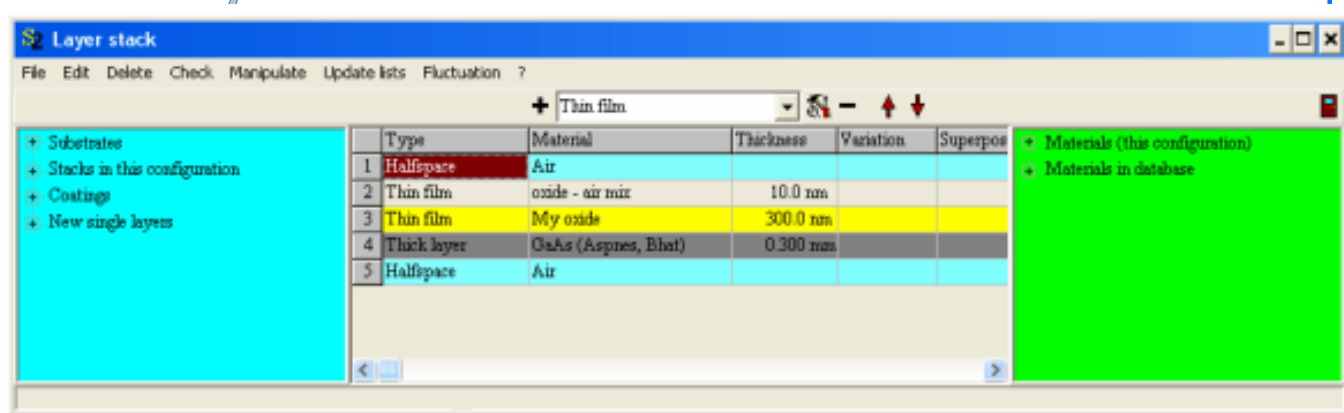 Layer stack
File Edit Delete Check Manipulate Update lists Fluctuation ?
Thin film
Substrates
Stacks in this configuration
Coatings
New single layers
Type Material Thickness Variation Superpos
1 Halfspace Air
2 Thin film oxide - air mix 10.0 nm
3 Thin film My oxide 300.0 nm
4 Thick layer GaAs (Aspnes, Bhat) 0.300 mm
5 Halfspace Air
Materials (this configuration)
Materials in database